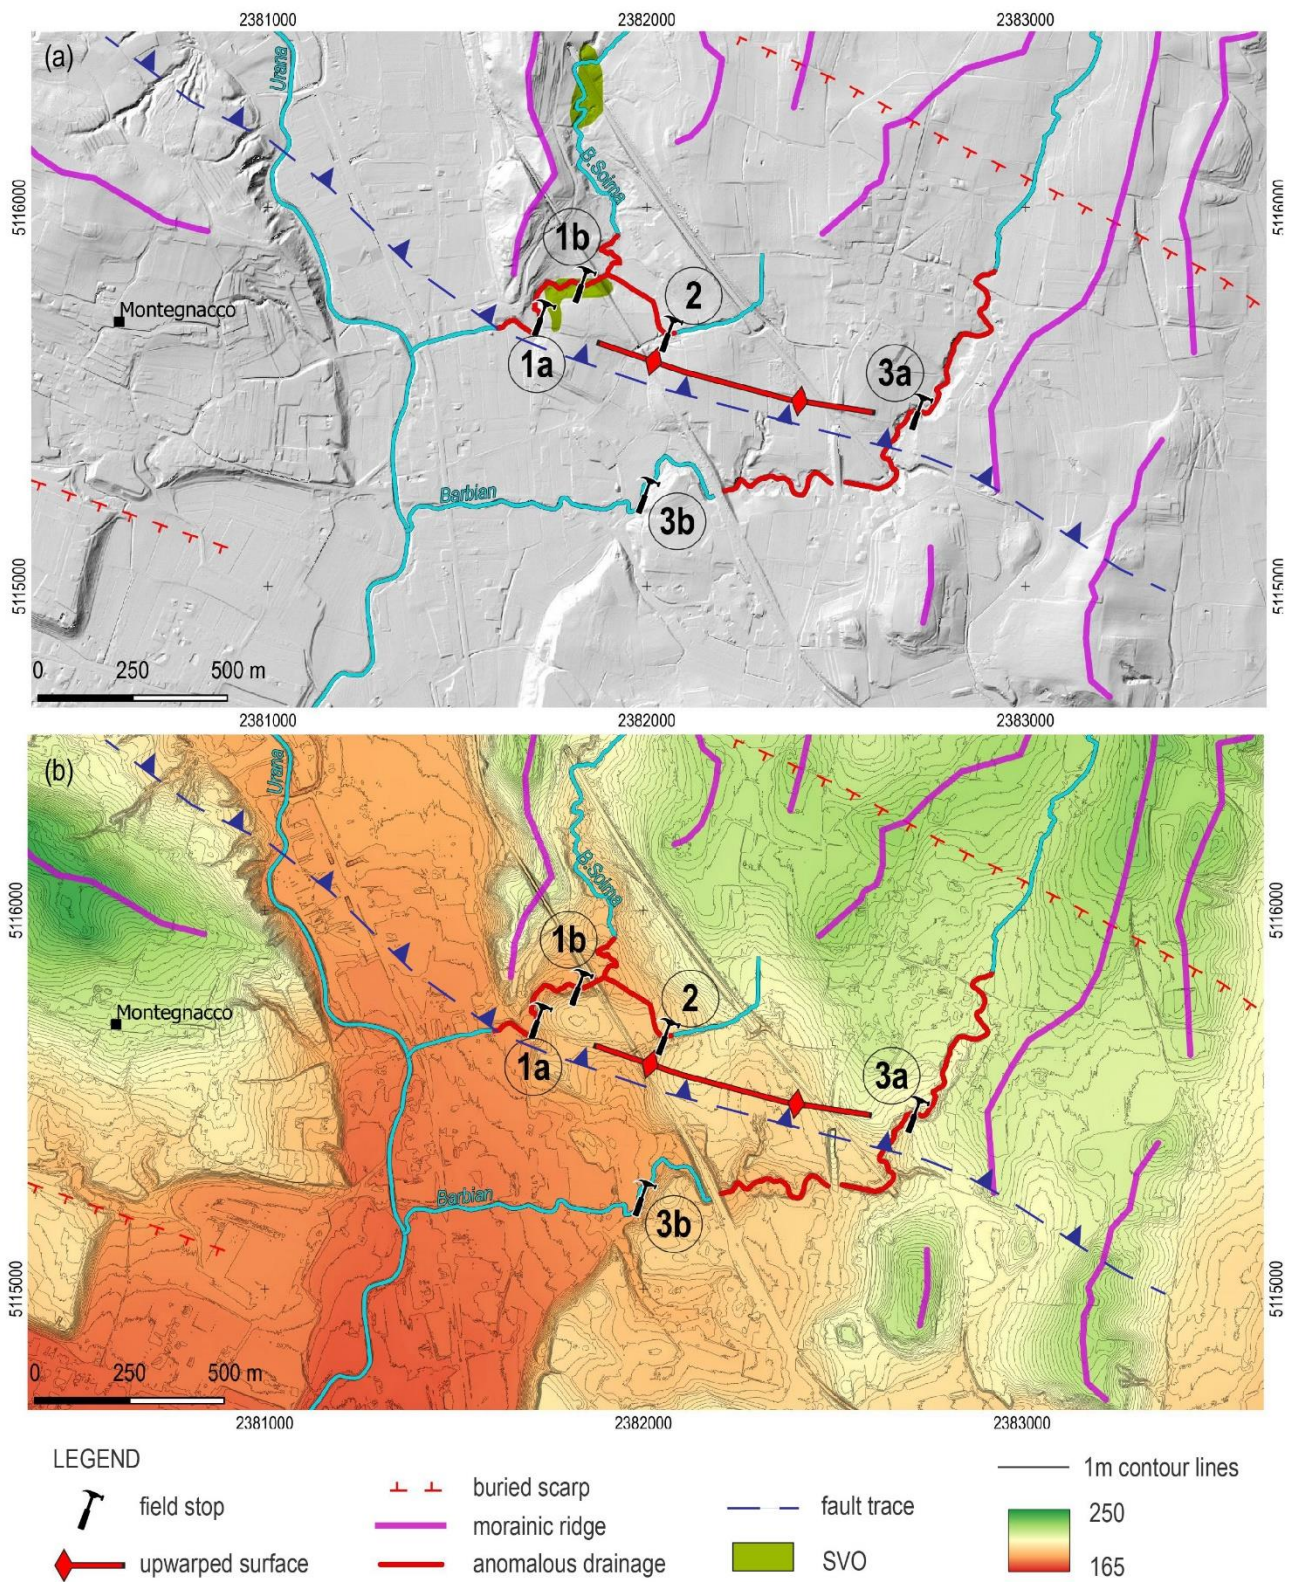 2381000 2382000 2383000
(a)
Urana
B.Soima
5116000 5116000
1b
Montegnacco
2
1a
3a
Barbian
3b
5115000 5115000
0 250 500 m
2381000 2382000 2383000
(b)
Urana
B.Soima
5116000 5116000
1b
Montegnacco
2
1a
3a
Barbian
3b
5115000 5115000
0 250 500 m
2381000 2382000 2383000
LEGEND
field stop
upwarped surface
buried scarp
morainic ridge
anomalous drainage
fault trace
SVO
1m contour lines
250
165